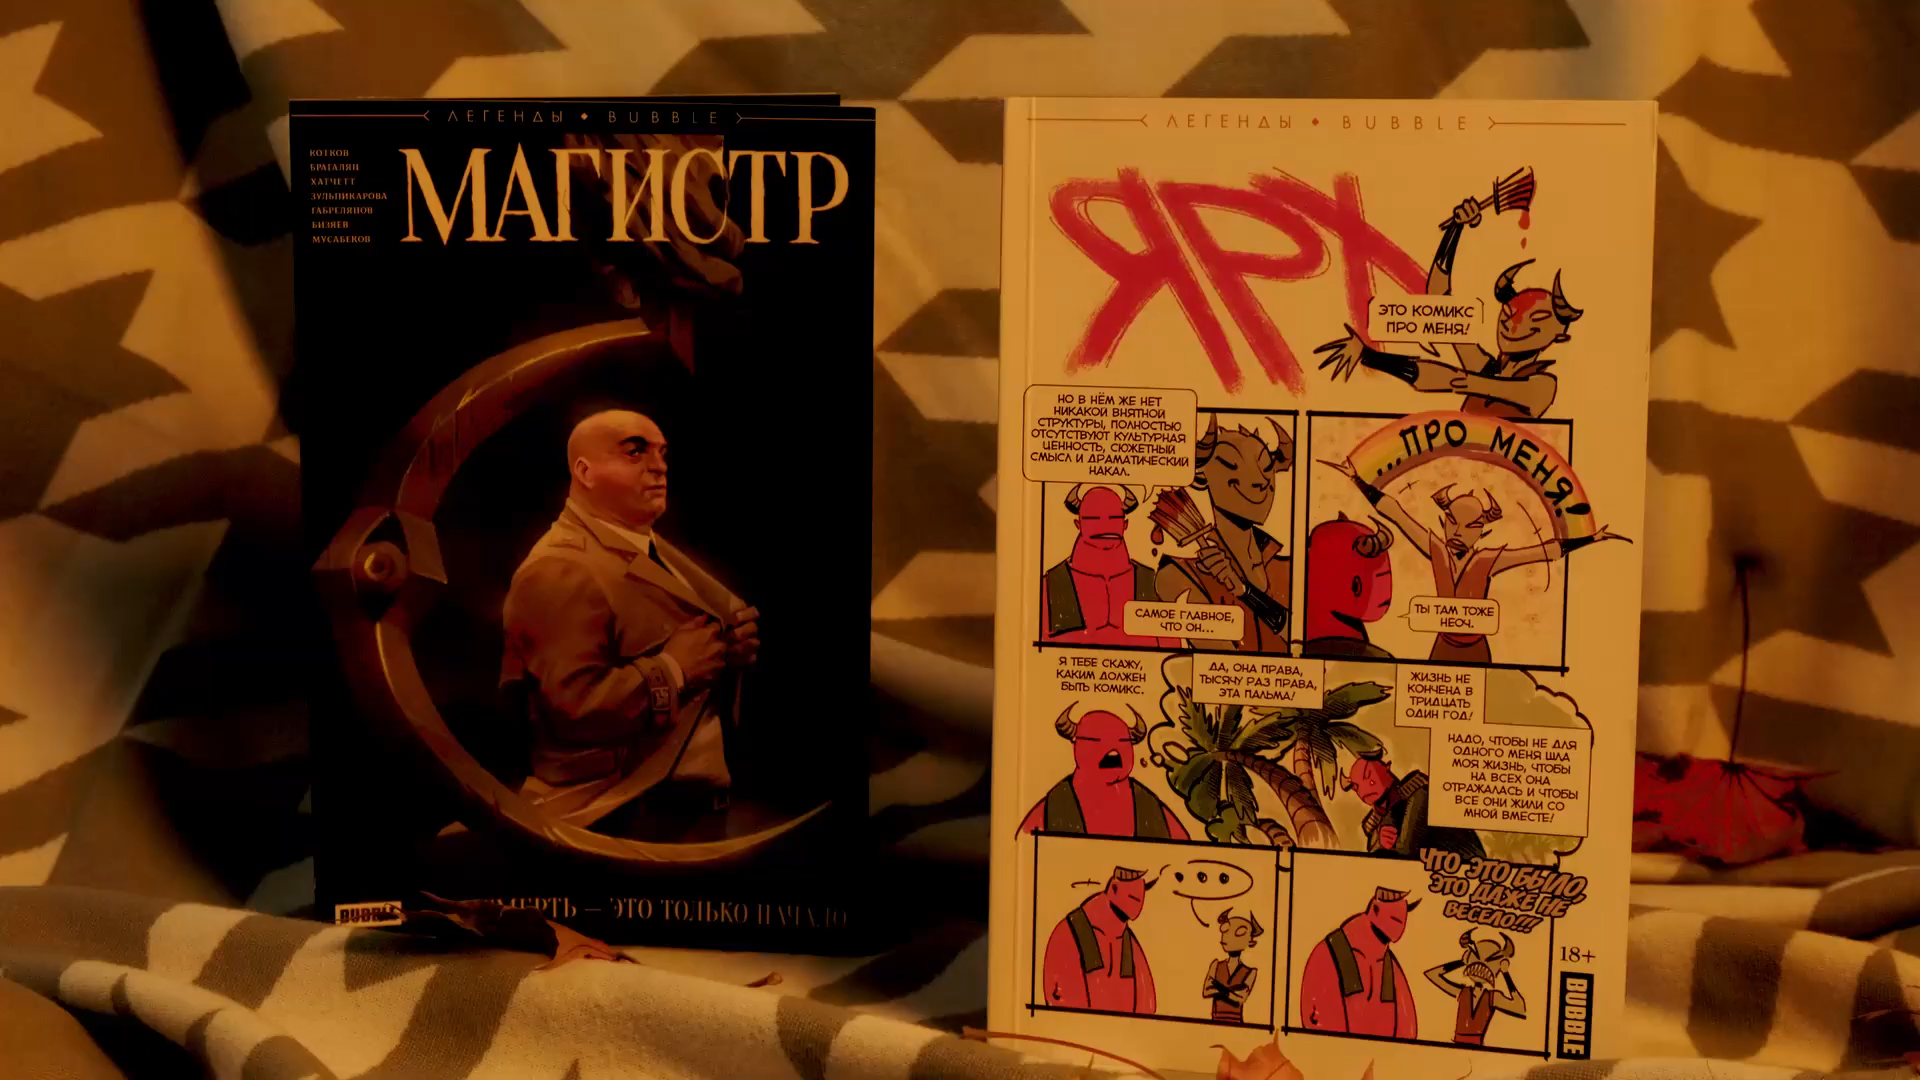 ЛЕГЕНДЫ • BUBBLE
КОТКОВ
БРАГАЛЯН
ХАТЧЕТТ
ЗУЛЬПИКАРОВА
ГАБРЕЛЯНОВ
БИЗЯЕВ
МУСАБЕКОВ
МАГИСТР
BUBBLE
СМЕРТЬ — ЭТО ТОЛЬКО НАЧАЛО
ЛЕГЕНДЫ • BUBBLE
ЯРХ
ЭТО КОМИКС
ПРО МЕНЯ!
НО В НЁМ ЖЕ НЕТ
НИКАКОЙ ВНЯТНОЙ
СТРУКТУРЫ, ПОЛНОСТЬЮ
ОТСУТСТВУЮТ КУЛЬТУРНАЯ
ЦЕННОСТЬ, СЮЖЕТНЫЙ
СМЫСЛ И ДРАМАТИЧЕСКИЙ
НАКАЛ.
САМОЕ ГЛАВНОЕ,
ЧТО ОН...
...ПРО МЕНЯ!
ТЫ ТАМ ТОЖЕ
НЕОЧ.
Я ТЕБЕ СКАЖУ,
КАКИМ ДОЛЖЕН
БЫТЬ КОМИКС.
ДА, ОНА ПРАВА,
ТЫСЯЧУ РАЗ ПРАВА,
ЭТА ПАЛЬМА!
ЖИЗНЬ НЕ
КОНЧЕНА В
ТРИДЦАТЬ
ОДИН ГОД!
НАДО, ЧТОБЫ НЕ ДЛЯ
ОДНОГО МЕНЯ ШЛА
МОЯ ЖИЗНЬ, ЧТОБЫ
НА ВСЕХ ОНА
ОТРАЖАЛАСЬ И ЧТОБЫ
ВСЕ ОНИ ЖИЛИ СО
МНОЙ ВМЕСТЕ!
...
ЧТО ЭТО БЫЛО,
ЭТО ДАЖЕ НЕ
ВЕСЕЛО!!!
18+
BUBBLE